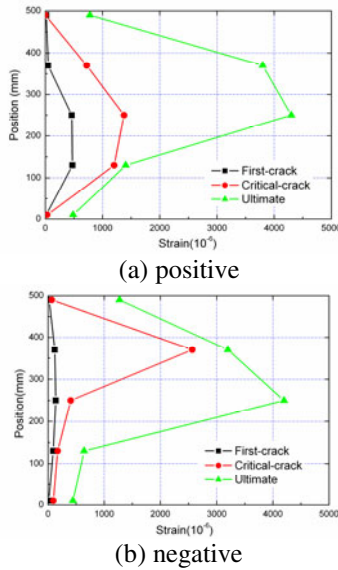 500
400
300
200
100
0
Position (mm)
First-crack
Critical-crack
Ultimate
0 1000 2000 3000 4000 5000
Strain(10⁻⁶)
(a) positive
500
400
300
200
100
0
Position(mm)
First-crack
Critical-crack
Ultimate
0 1000 2000 3000 4000 5000
Strain(10⁻⁶)
(b) negative